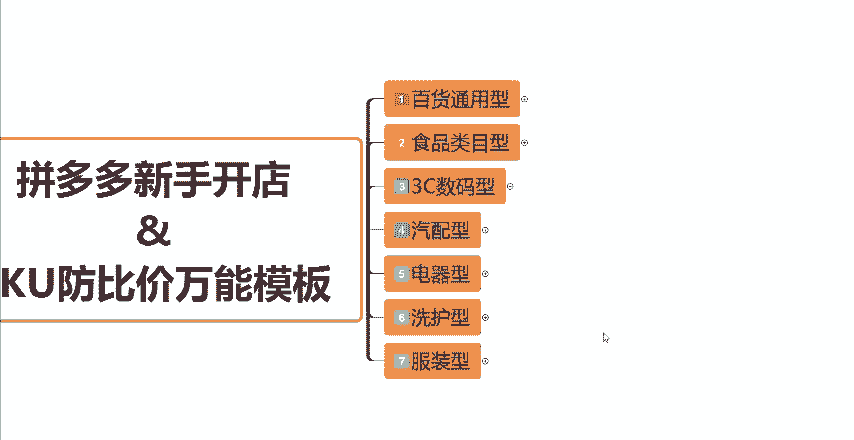 拼多多新手开店
&
KU防比价万能模板
1 百货通用型
2 食品类目型
3 3C数码型
4 汽配型
5 电器型
6 洗护型
7 服装型